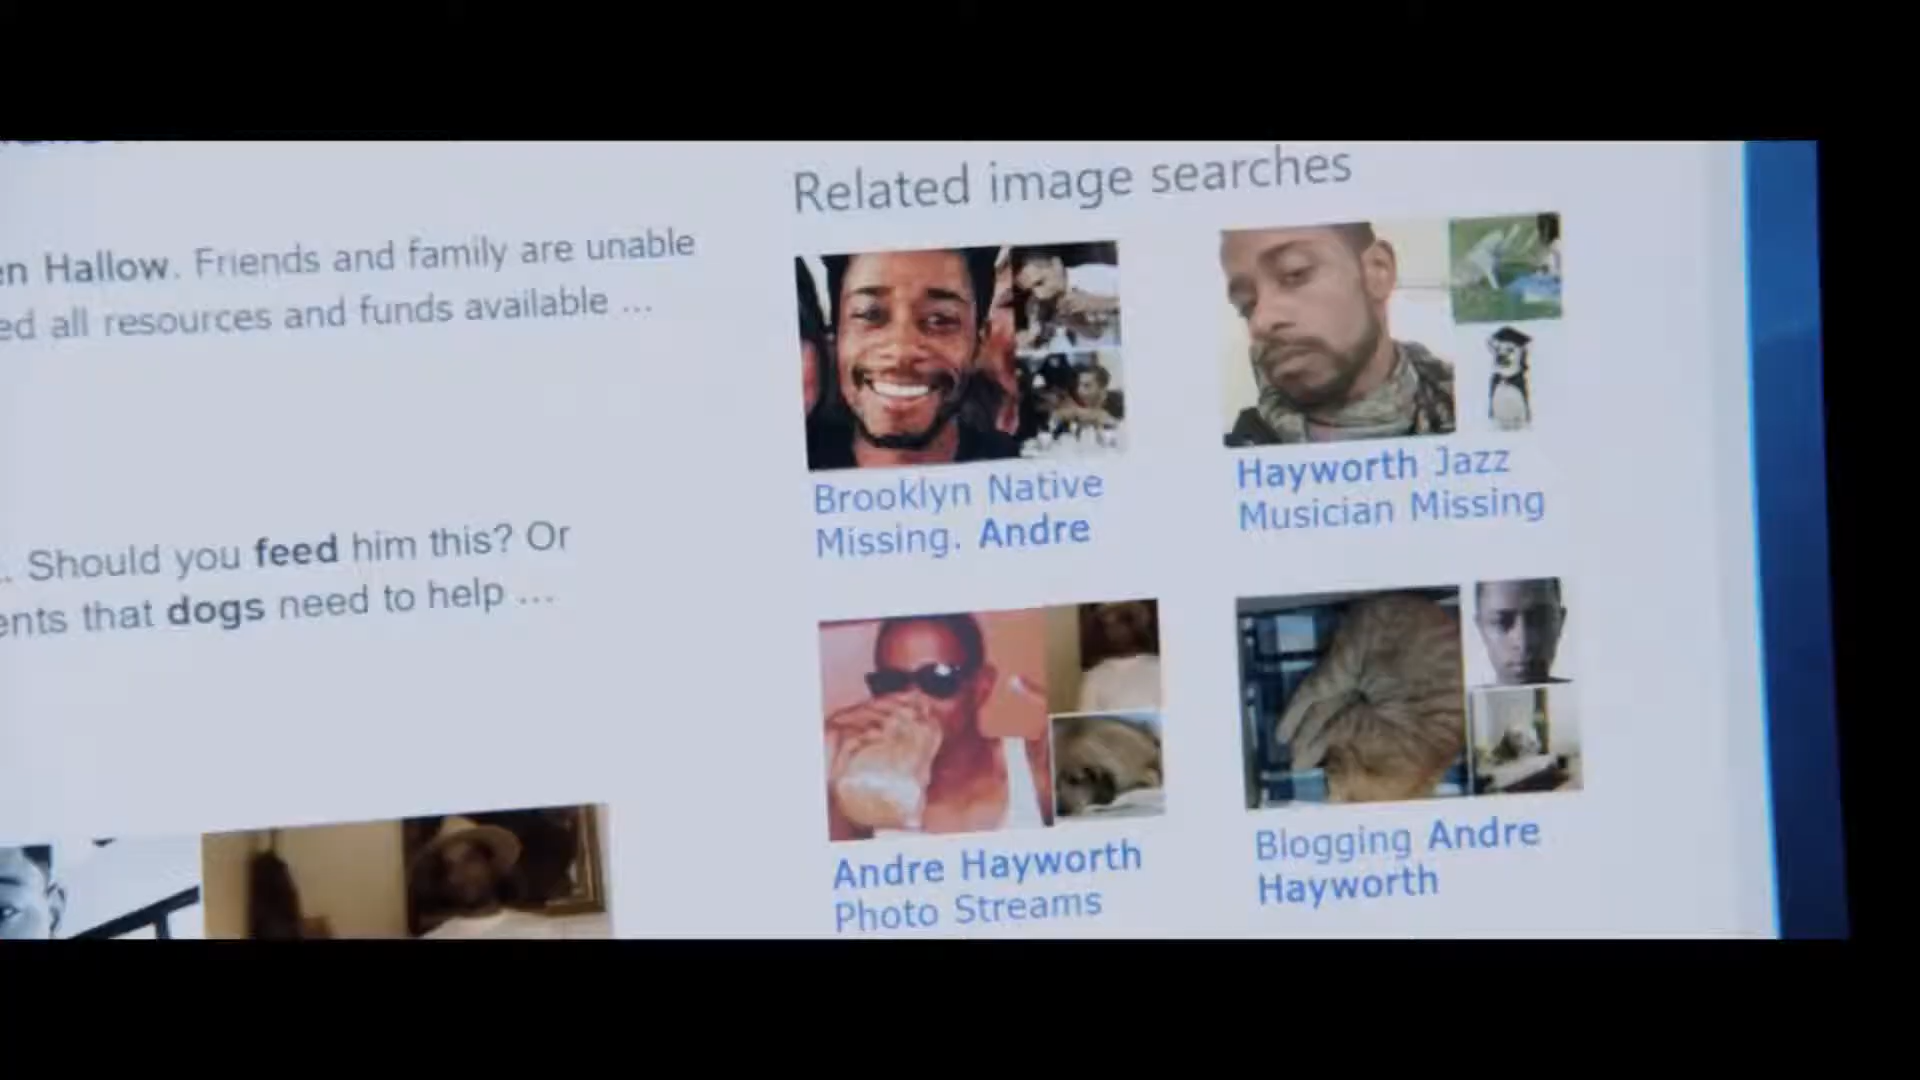 en Hallow. Friends and family are unable
ed all resources and funds available ...
. Should you feed him this? Or
ents that dogs need to help ...
Related image searches
Brooklyn Native
Missing. Andre
Hayworth Jazz
Musician Missing
Andre Hayworth
Photo Streams
Blogging Andre
Hayworth